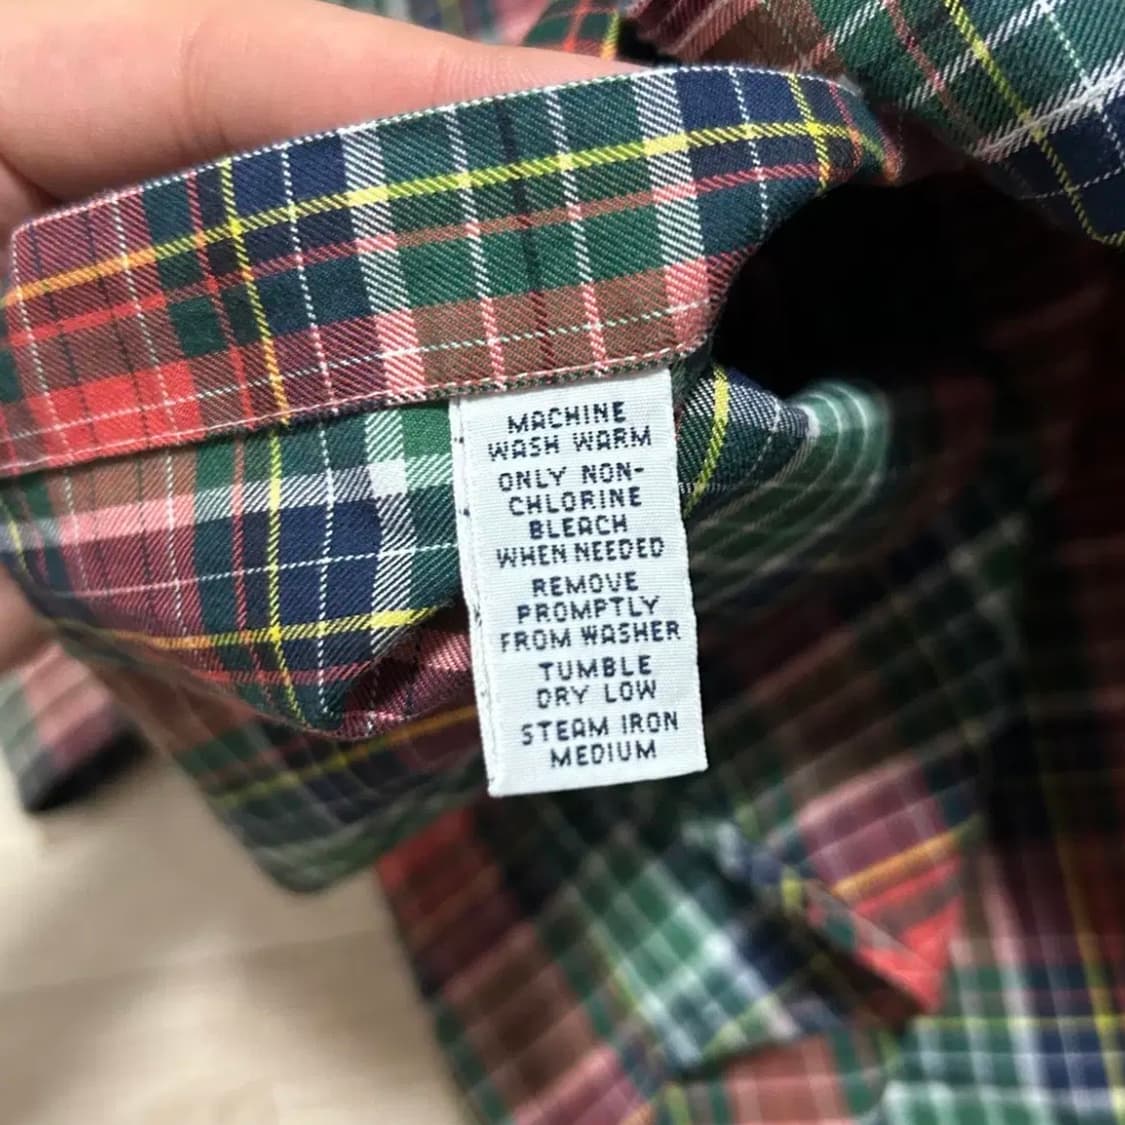 MACHINE
WASH WARM
ONLY NON-
CHLORINE
BLEACH
WHEN NEEDED
REMOVE
PROMPTLY
FROM WASHER
TUMBLE
DRY LOW
STEAM IRON
MEDIUM